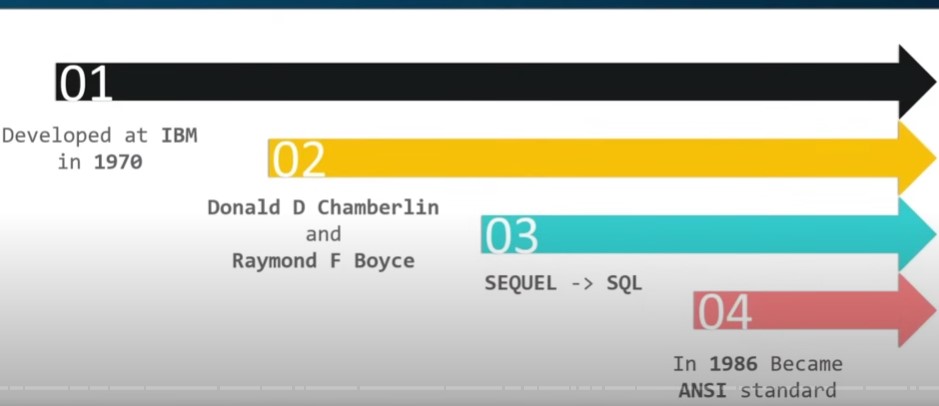 01
Developed at IBM
in 1970
02
Donald D Chamberlin
and
Raymond F Boyce
03
SEQUEL -> SQL
04
In 1986 Became
ANSI standard